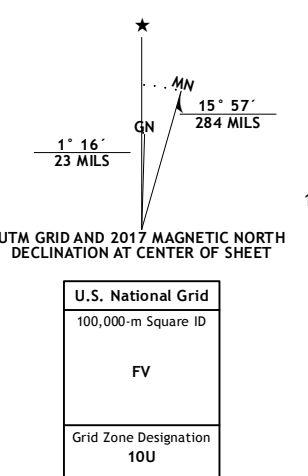 ★
MN
15° 57´
284 MILS
GN
1° 16´
23 MILS
UTM GRID AND 2017 MAGNETIC NORTH
DECLINATION AT CENTER OF SHEET
U.S. National Grid
100,000-m Square ID
FV
Grid Zone Designation
10U